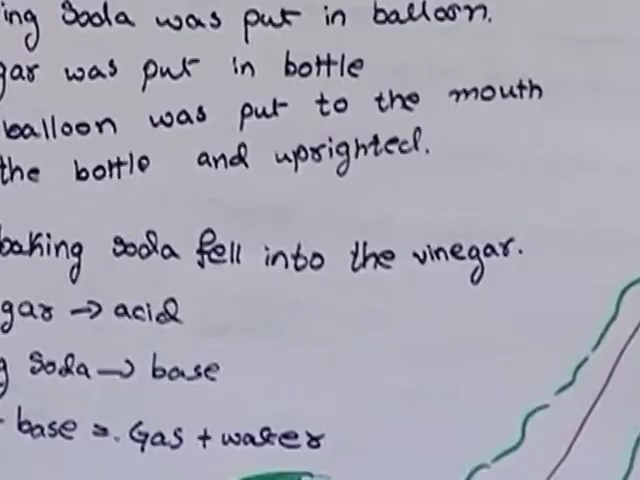 ing Soda was put in balloon.
gar was put in bottle
balloon was put to the mouth
the bottle and uprighted.
baking soda fell into the vinegar.
gar → acid
g Soda → base
base =. Gas + water